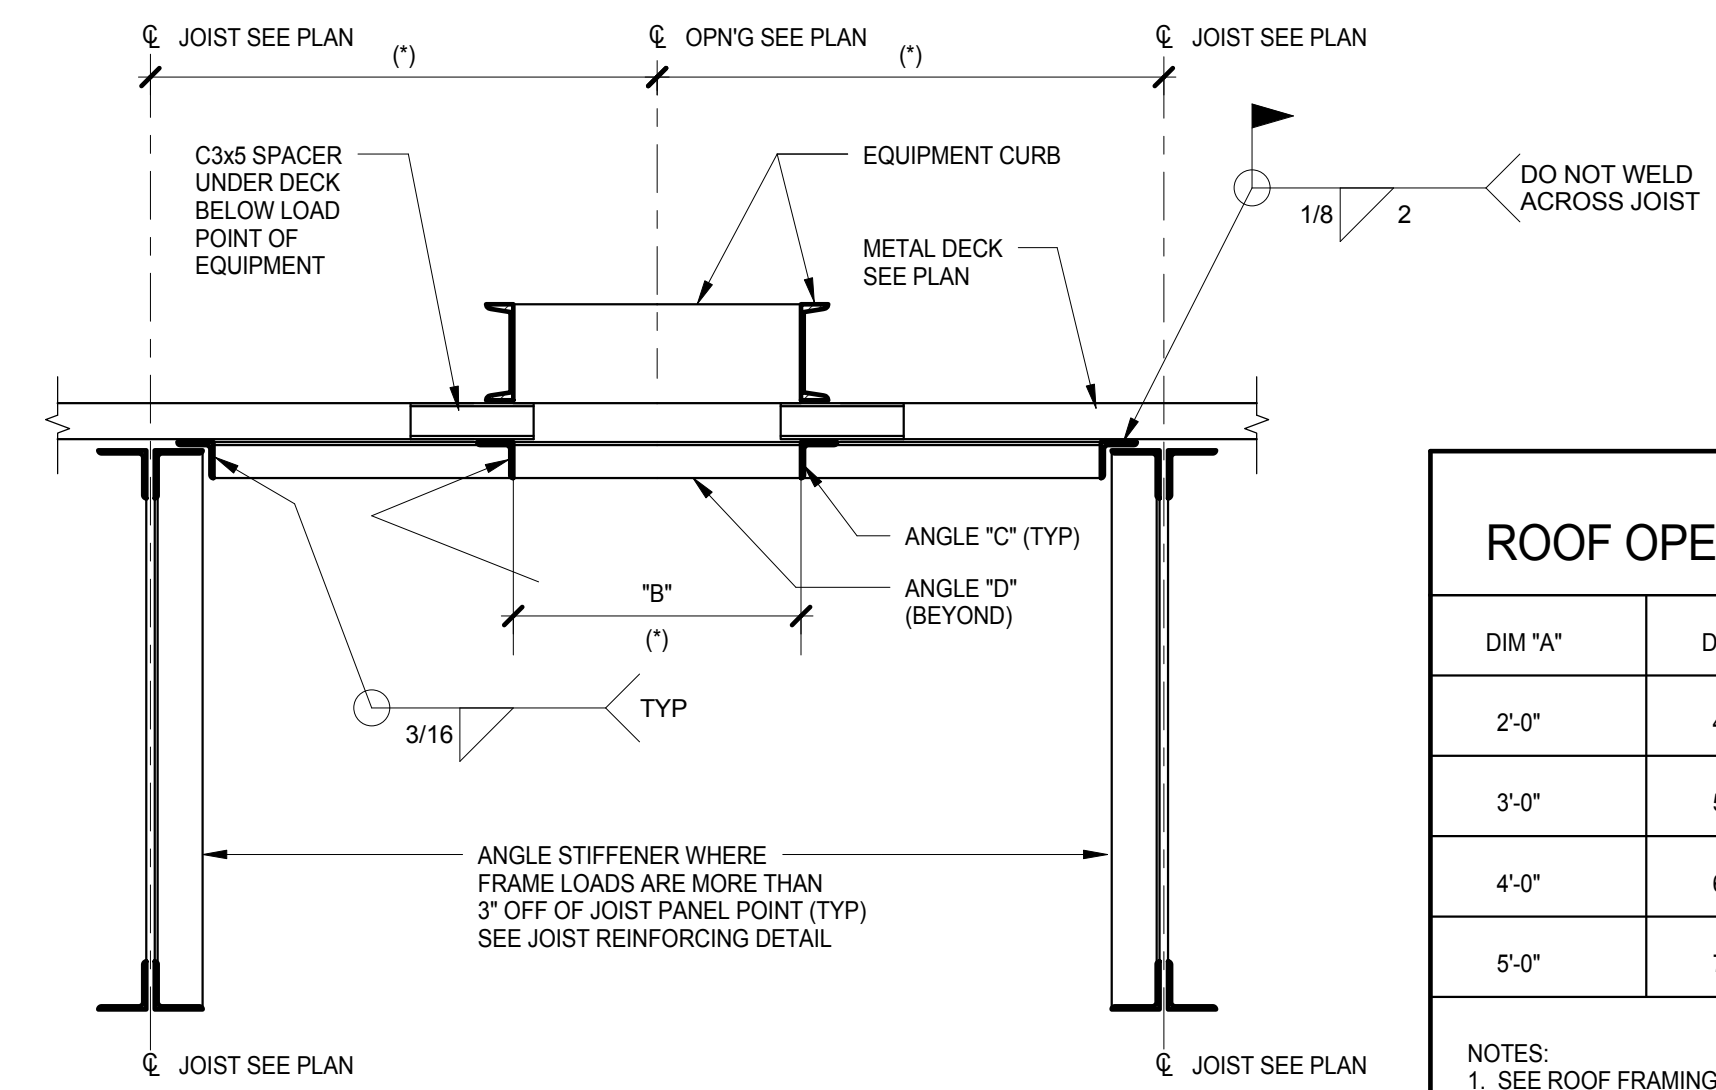 ℄ JOIST SEE PLAN
(*)
℄ OPN'G SEE PLAN
(*)
℄ JOIST SEE PLAN
C3x5 SPACER
UNDER DECK
BELOW LOAD
POINT OF
EQUIPMENT
EQUIPMENT CURB
METAL DECK
SEE PLAN
1/8
2
DO NOT WELD
ACROSS JOIST
ANGLE "C" (TYP)
ANGLE "D"
(BEYOND)
"B"
(*)
3/16
TYP
ANGLE STIFFENER WHERE
FRAME LOADS ARE MORE THAN
3" OFF OF JOIST PANEL POINT (TYP)
SEE JOIST REINFORCING DETAIL
℄ JOIST SEE PLAN
℄ JOIST SEE PLAN
ROOF OPE
DIM "A"
D
2'-0"
3'-0"
4'-0"
5'-0"
NOTES:
1. SEE ROOF FRAMING